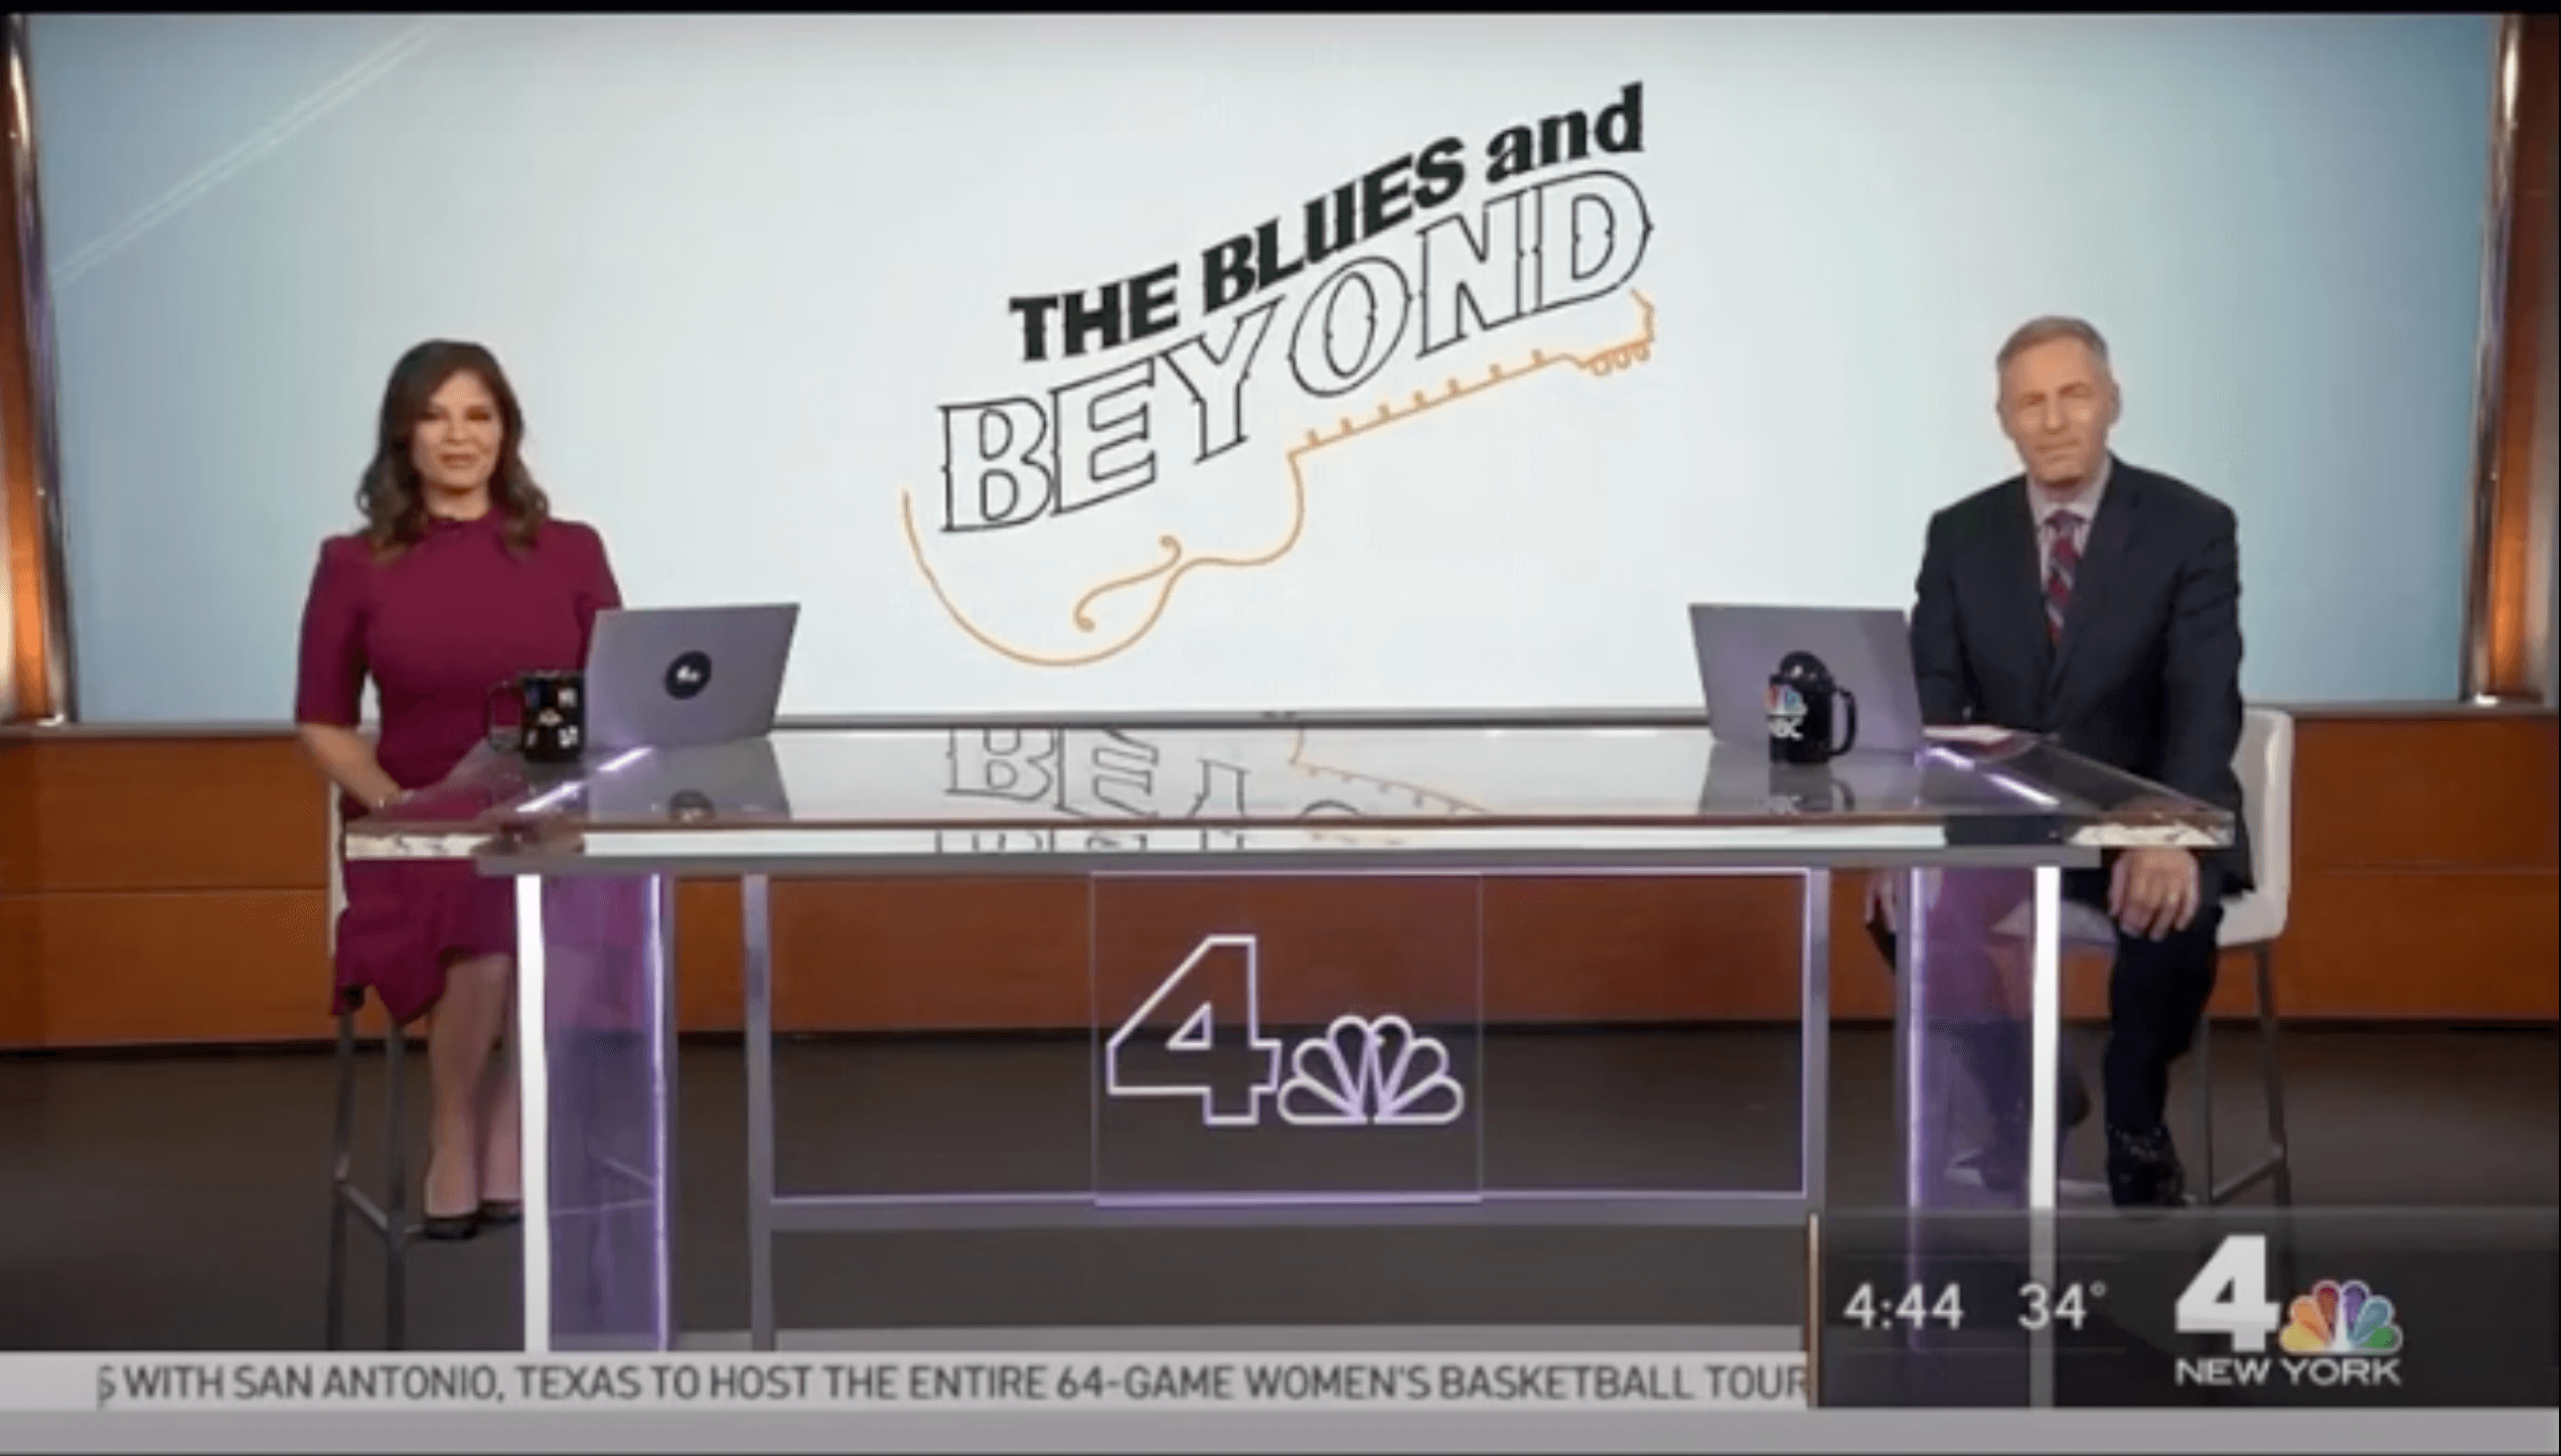 THE BLUES and
BEYOND
NBC
4
4:44 34°
4
NEW YORK
WITH SAN ANTONIO, TEXAS TO HOST THE ENTIRE 64-GAME WOMEN'S BASKETBALL TOUR